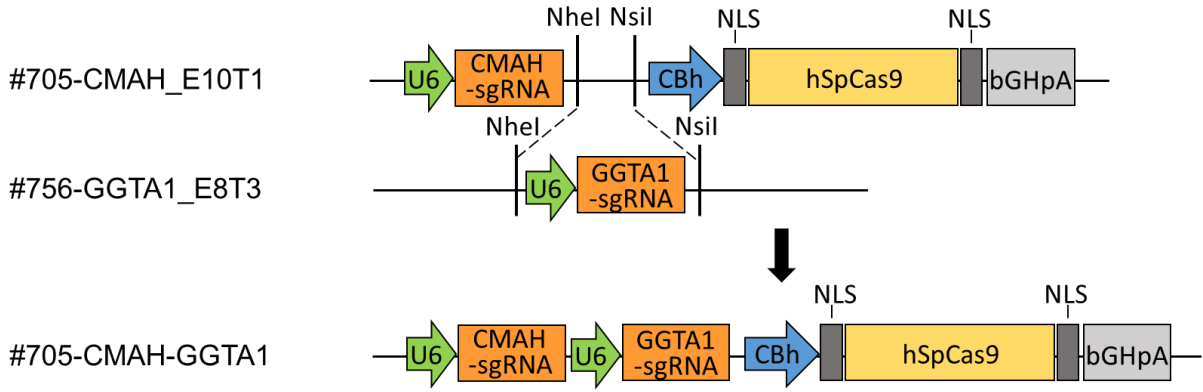 NheI NsiI NLS NLS
#705-CMAH_E10T1 U6 CMAH -sgRNA CBh hSpCas9 bGHpA
NheI NsiI
#756-GGTA1_E8T3 U6 GGTA1 -sgRNA
NLS NLS
#705-CMAH-GGTA1 U6 CMAH -sgRNA U6 GGTA1 -sgRNA CBh hSpCas9 bGHpA